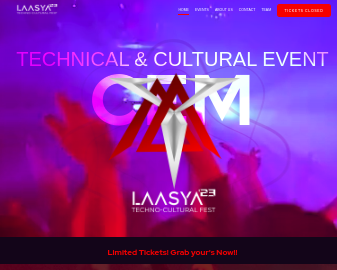 LAASYA'23
TECHNO-CULTURAL FEST
HOME EVENTS ABOUT US CONTACT TEAM
TICKETS CLOSED
TECHNICAL & CULTURAL EVENT
LAASYA'23
TECHNO-CULTURAL FEST
Limited Tickets! Grab your's Now!!